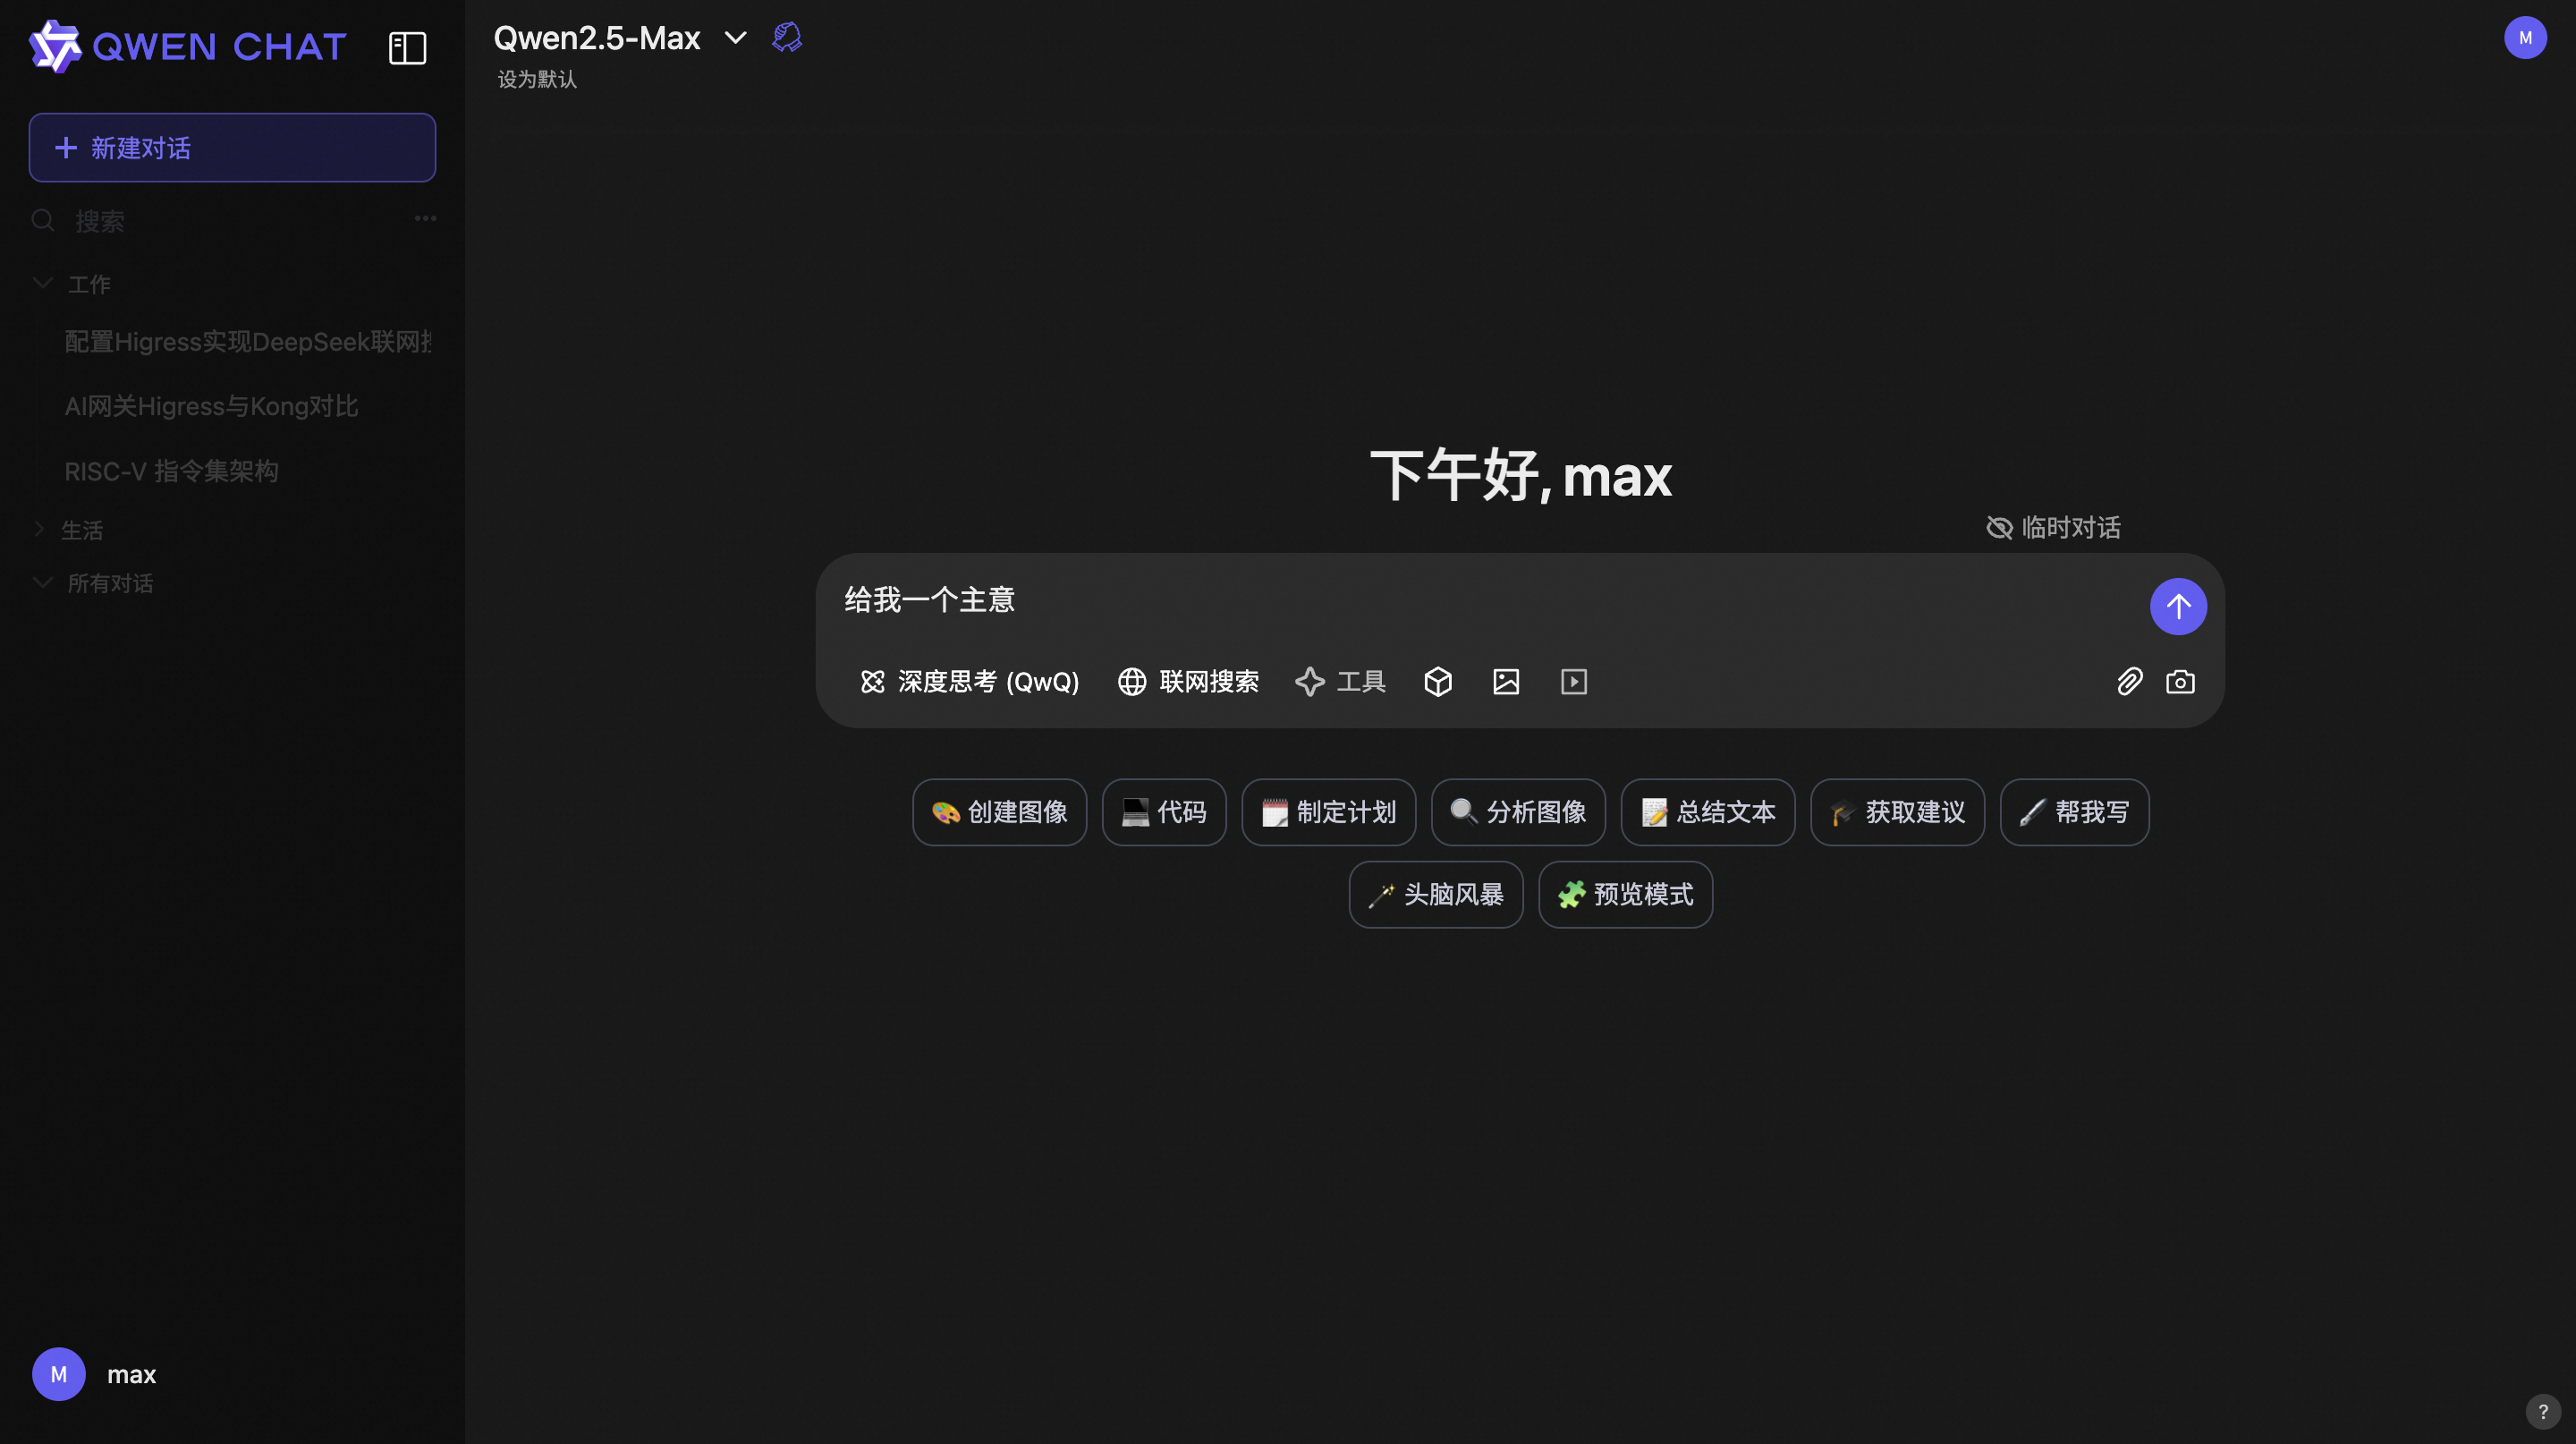 QWEN CHAT
新建对话
搜索
工作
配置Higress实现DeepSeek联网
AI网关Higress与Kong对比
RISC-V 指令集架构
生活
所有对话
M max
Qwen2.5-Max
设为默认
M
下午好, max
临时对话
给我一个主意
深度思考 (QwQ) 联网搜索 工具
创建图像 代码 制定计划 分析图像 总结文本 获取建议 帮我写
头脑风暴 预览模式
?